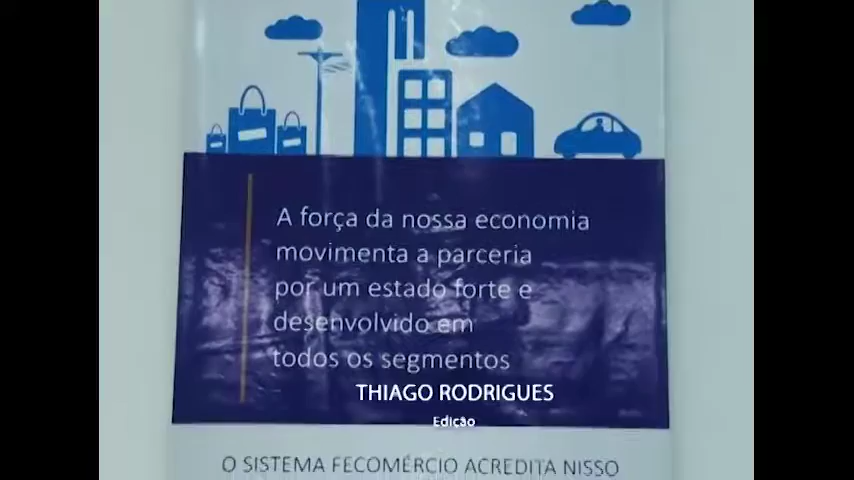 A força da nossa economia
movimenta a parceria
por um estado forte e
desenvolvido em
todos os segmentos
THIAGO RODRIGUES
Edição
O SISTEMA FECOMÉRCIO ACREDITA NISSO